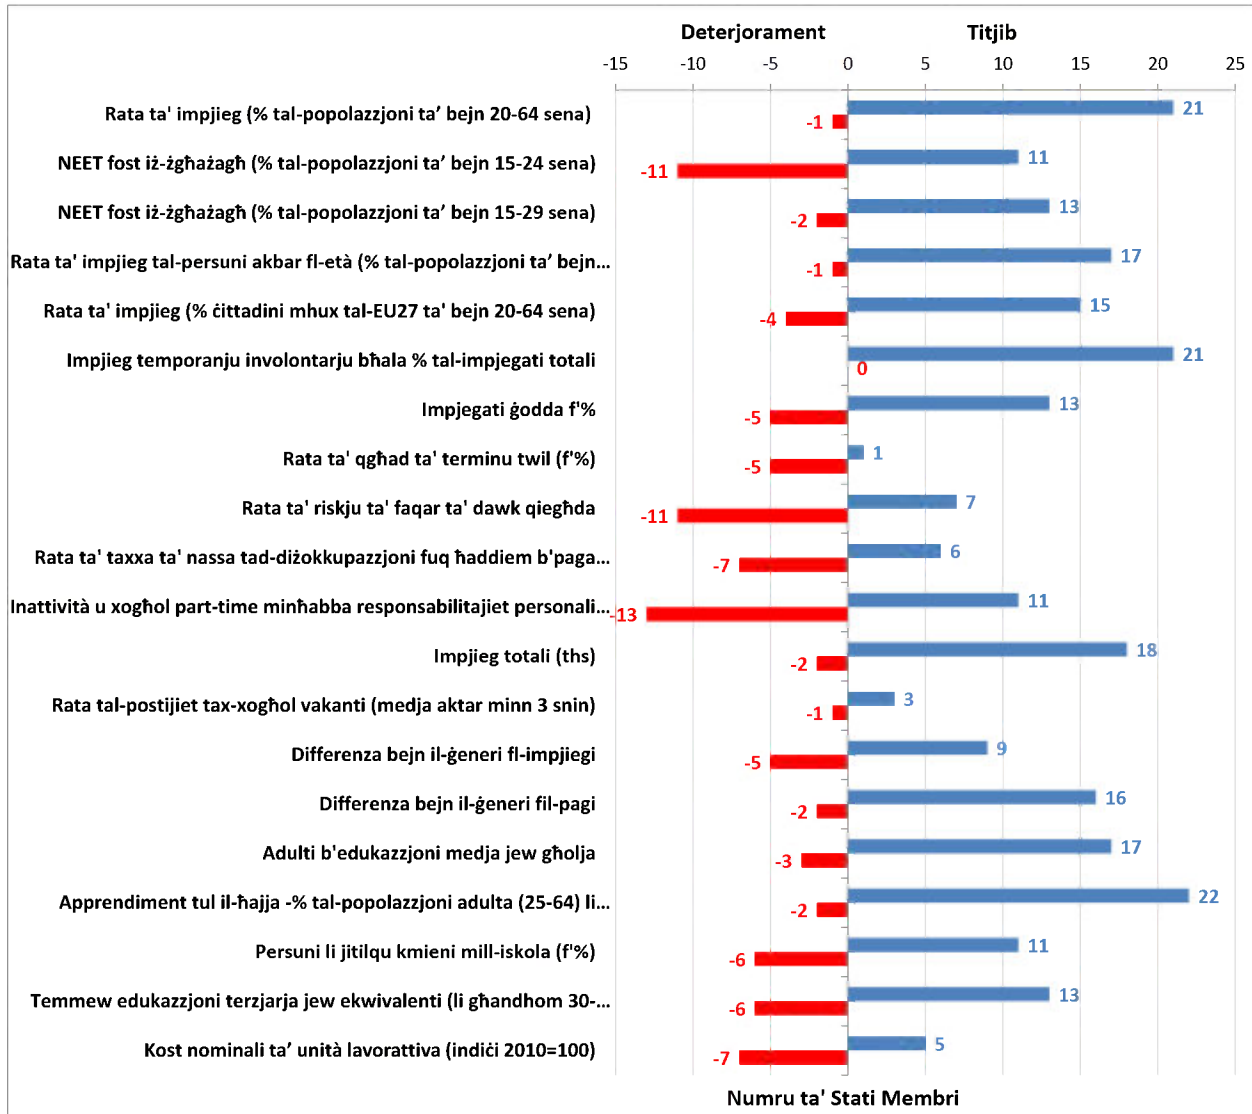 Deterjorament Titjib
-15 -10 -5 0 5 10 15 20 25
Rata ta' impjieg (% tal-popolazzjoni ta’ bejn 20-64 sena) -1 21
NEET fost iż-żgħażagħ (% tal-popolazzjoni ta’ bejn 15-24 sena) -11 11
NEET fost iż-żgħażagħ (% tal-popolazzjoni ta’ bejn 15-29 sena) -2 13
Rata ta' impjieg tal-persuni akbar fl-età (% tal-popolazzjoni ta’ bejn... -1 17
Rata ta' impjieg (% ċittadini mhux tal-EU27 ta' bejn 20-64 sena) -4 15
Impjieg temporanju involontarju bħala % tal-impjegati totali 0 21
Impjegati ġodda f'% -5 13
Rata ta' qgħad ta' terminu twil (f'%) -5 1
Rata ta' riskju ta' faqar ta' dawk qiegħda -11 7
Rata ta' taxxa ta' nassa tad-diżokkupazzjoni fuq ħaddiem b'paga... -7 6
Inattività u xogħol part-time minħabba responsabilitajiet personali... -13 11
Impjieg totali (ths) -2 18
Rata tal-postijiet tax-xogħol vakanti (medja aktar minn 3 snin) -1 3
Differenza bejn il-ġeneri fl-impjiegi -5 9
Differenza bejn il-ġeneri fil-pagi -2 16
Adulti b'edukazzjoni medja jew għolja -3 17
Apprendiment tul il-ħajja -% tal-popolazzjoni adulta (25-64) li... -2 22
Persuni li jitilqu kmieni mill-iskola (f'%) -6 11
Temmew edukazzjoni terzjarja jew ekwivalenti (li għandhom 30-... -6 13
Kost nominali ta’ unità lavorattiva (indiċi 2010=100) -7 5
Numru ta' Stati Membri